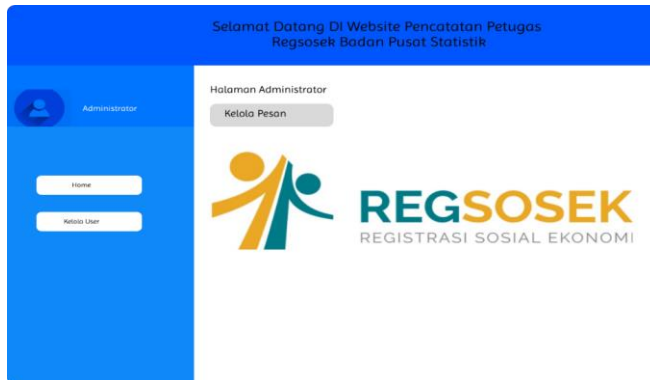 Selamat Datang DI Website Pencatatan Petugas
Regsosek Badan Pusat Statistik
Administrator
Home
Kelola User
Halaman Administrator
Kelola Pesan
REGSOSEK
REGISTRASI SOSIAL EKONOMI